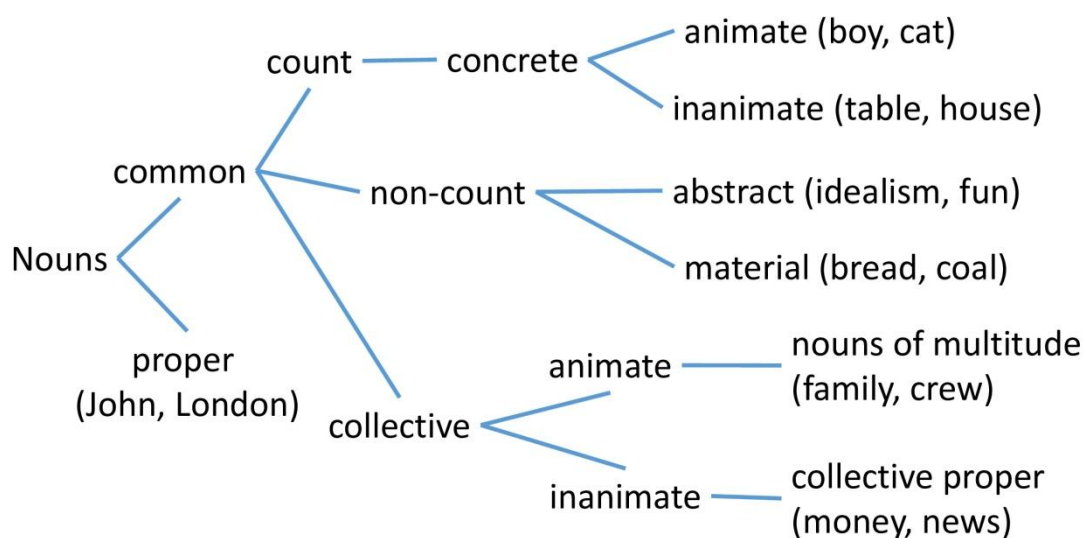 animate (boy, cat)
count
concrete
inanimate (table, house)
common
non-count
abstract (idealism, fun)
material (bread, coal)
Nouns
proper
(John, London)
collective
animate
nouns of multitude
(family, crew)
inanimate
collective proper
(money, news)